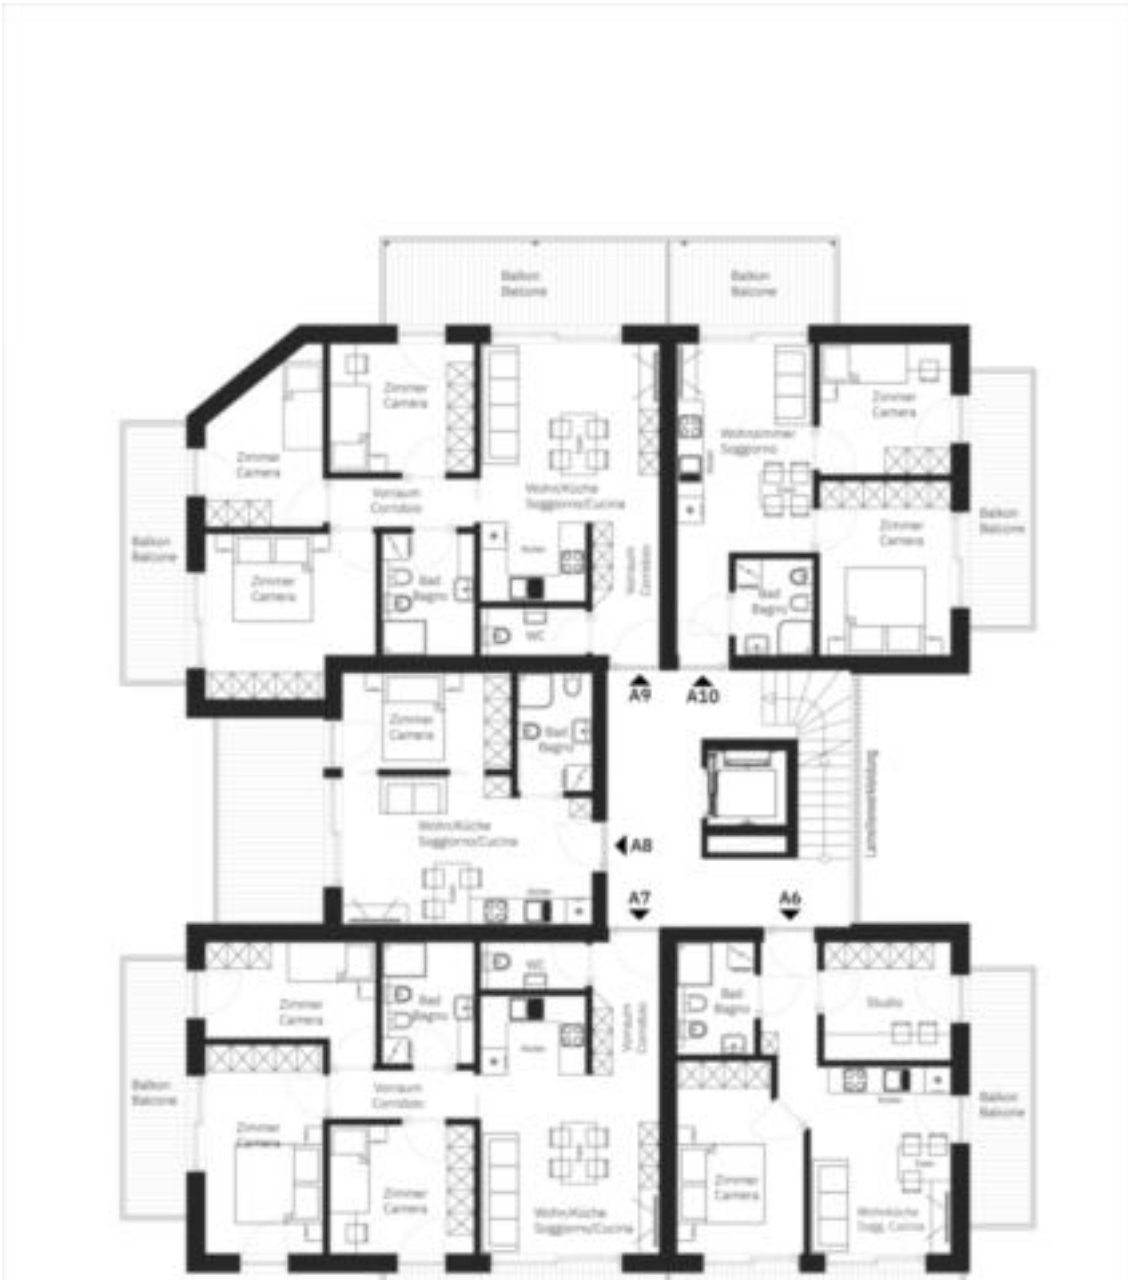 Balkon
Balcone
Balkon
Balcone
Zimmer
Camera
Zimmer
Camera
Zimmer
Camera
Vorraum
Corridoio
Wohn/Küche
Soggiorno/Cucina
Wohnzimmer
Soggiorno
Zimmer
Camera
Balkon
Balcone
Balkon
Balcone
Zimmer
Camera
Bad
Bagno
Vorraum
Corridoio
Bad
Bagno
WC
A9
A10
Zimmer
Camera
Bad
Bagno
Wohn/Küche
Soggiorno/Cucina
A8
A7
A6
Zimmer
Camera
Bad
Bagno
WC
Vorraum
Corridoio
Bad
Bagno
Studio
Balkon
Balcone
Vorraum
Corridoio
Balkon
Balcone
Zimmer
Camera
Zimmer
Camera
Wohn/Küche
Soggiorno/Cucina
Zimmer
Camera
Wohnküche
Sogg. Cucina